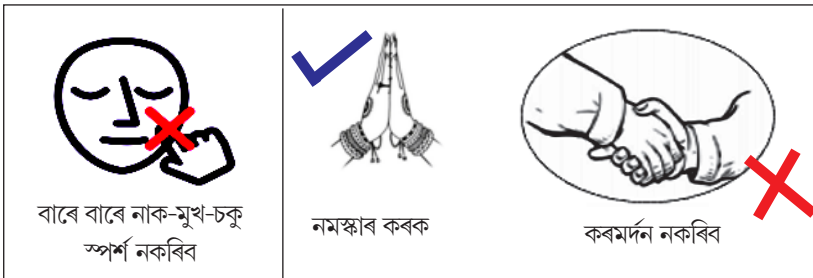 বাৰে বাৰে নাক-মুখ-চকু
স্পৰ্শ নকৰিব
নমস্কাৰ কৰক
কৰমৰ্দন নকৰিব